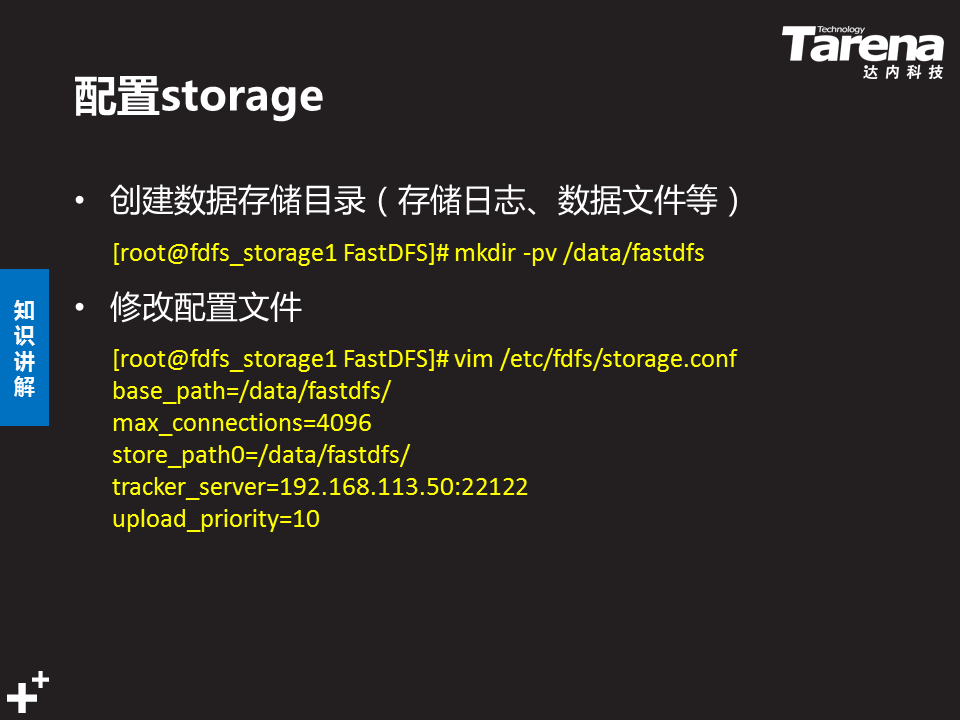 Technology
Tarena
达内科技
配置storage
• 创建数据存储目录（存储日志、数据文件等）
[root@fdfs_storage1 FastDFS]# mkdir -pv /data/fastdfs
• 修改配置文件
[root@fdfs_storage1 FastDFS]# vim /etc/fdfs/storage.conf
base_path=/data/fastdfs/
max_connections=4096
store_path0=/data/fastdfs/
tracker_server=192.168.113.50:22122
upload_priority=10
知
识
讲
解